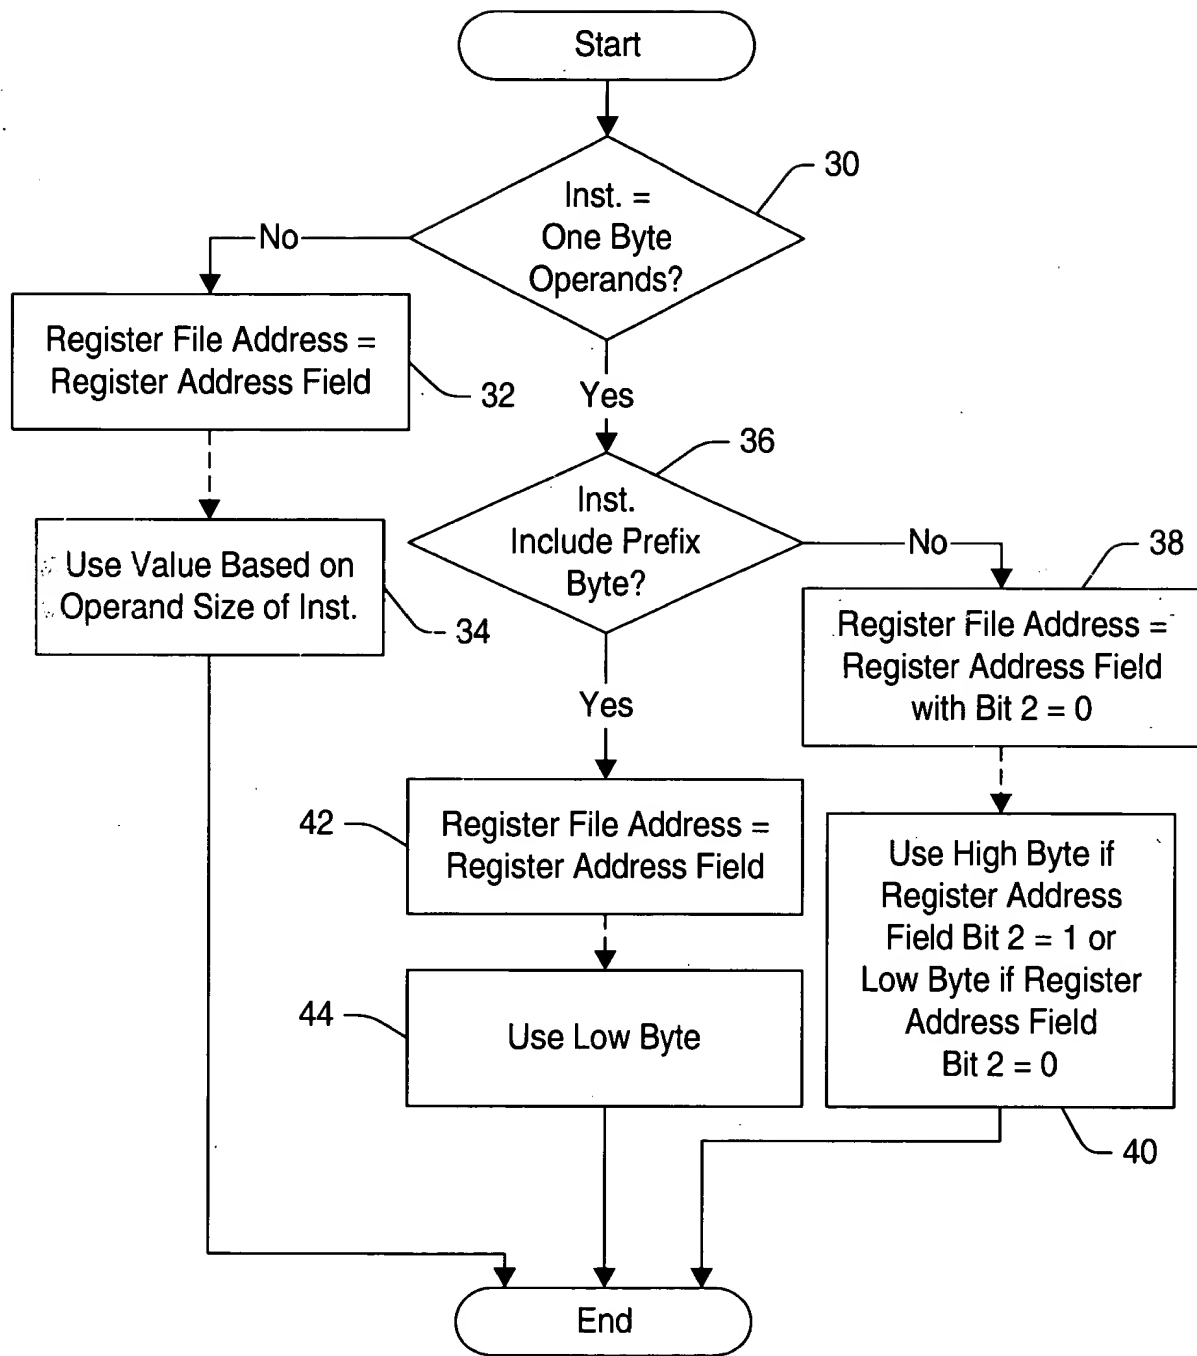 Start
Inst. =
One Byte
Operands?
30
No
Register File Address =
Register Address Field
32
Yes
36
Inst.
Include Prefix
Byte?
No
38
Use Value Based on
Operand Size of Inst.
34
Register File Address =
Register Address Field
with Bit 2 = 0
Yes
42
Register File Address =
Register Address Field
Use High Byte if
Register Address
Field Bit 2 = 1 or
Low Byte if Register
Address Field
Bit 2 = 0
40
44
Use Low Byte
End